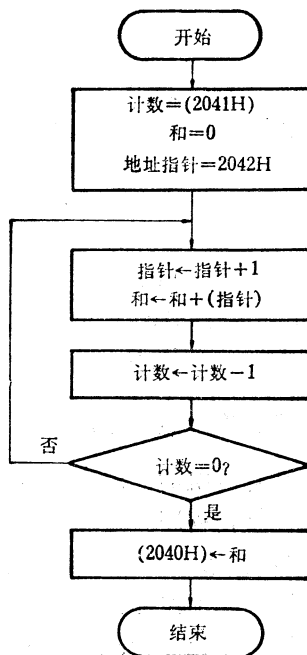 开始
计数=(2041H)
和=0
地址指针=2042H
指针←指针+1
和←和+(指针)
计数←计数-1
否
计数=0?
是
(2040H)←和
结束